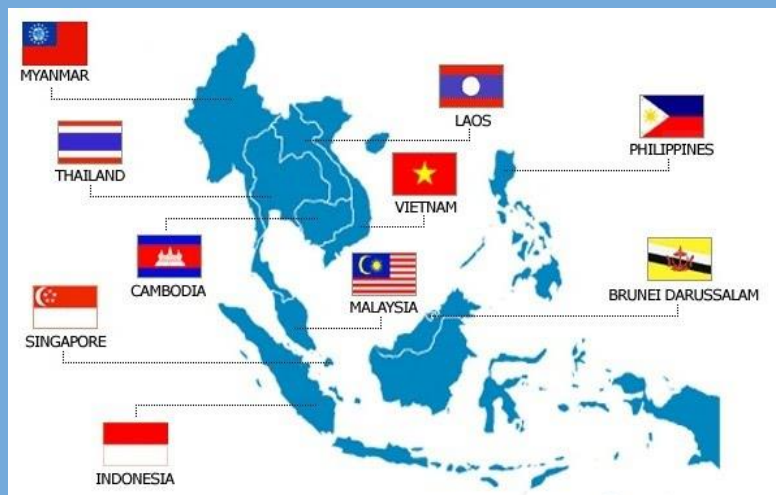 MYANMAR
LAOS
PHILIPPINES
THAILAND
VIETNAM
CAMBODIA
MALAYSIA
BRUNEI DARUSSALAM
SINGAPORE
INDONESIA